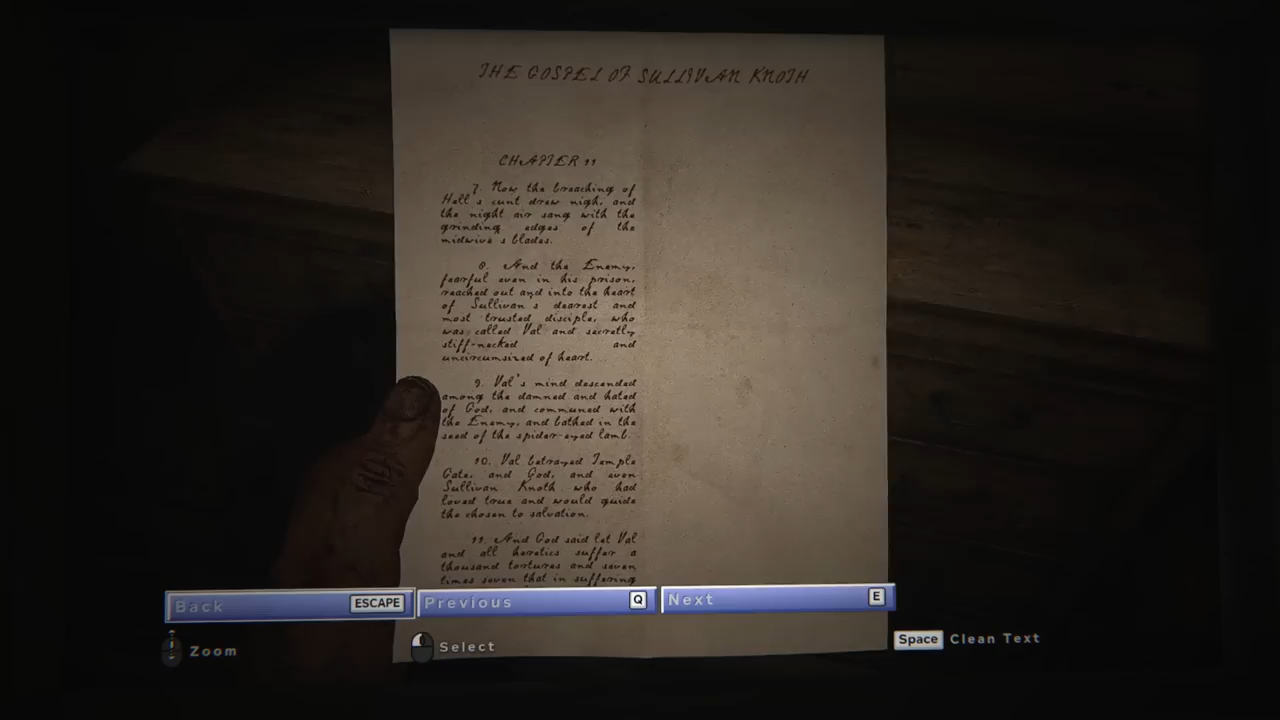 THE GOSPEL OF SULLIVAN KNOTH
CHAPTER 11
7. Now the breaching of
Hell s cunt drew nigh, and
the night air sang with the
grinding edges of the
midwive s blades.
8. And the Enemy,
fearful even in his prison,
reached out and into the heart
of Sullivan s dearest and
most trusted disciple, who
was called Val and secretly
stiff-necked and
uncircumsized of heart.
9. Val's mind descended
among the damned and hated
of God, and communed with
the Enemy, and bathed in the
seed of the spider-eyed lamb.
10. Val betrayed Temple
Gate, and God, and even
Sullivan Knoth who had
loved true and would guide
the chosen to salvation.
11. And God said let Val
and all heretics suffer a
thousand tortures and seven
times seven that in suffering
Back ESCAPE Previous Q Next E
Zoom Select Space Clean Text